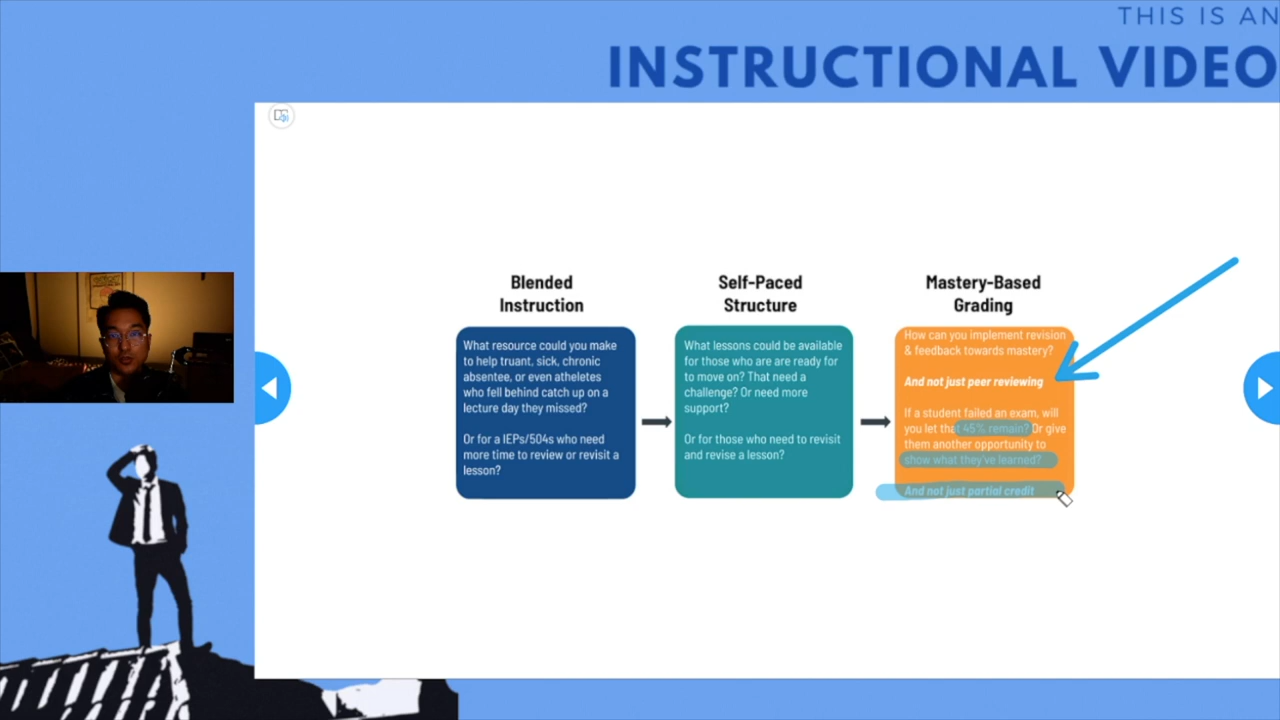 THIS IS AN
INSTRUCTIONAL VIDEO
Blended
Instruction
What resource could you make
to help truant, sick, chronic
absentee, or even atheletes
who fell behind catch up on a
lecture day they missed?
Or for a IEPs/504s who need
more time to review or revisit a
lesson?
Self-Paced
Structure
What lessons could be available
for those who are are ready for
to move on? That need a
challenge? Or need more
support?
Or for those who need to revisit
and revise a lesson?
Mastery-Based
Grading
How can you implement revision
& feedback towards mastery?
And not just peer reviewing
If a student failed an exam, will
you let that 45% remain? Or give
them another opportunity to
show what they've learned?
And not just partial credit